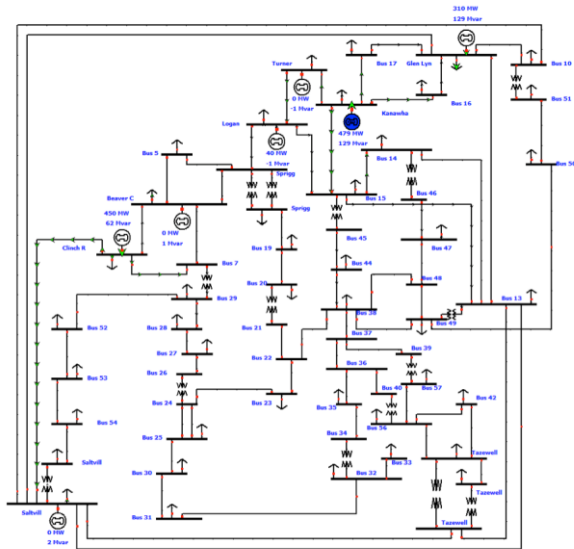 310 MW
129 Mvar
Bus 17
Glen Lyn
Bus 10
Turner
Bus 51
0 MW
-1 Mvar
Kanawha
Bus 16
Logan
479 MW
129 Mvar
Bus 5
40 MW
-1 Mvar
Bus 14
Bus 50
Sprigg
Beaver C
Bus 15
Bus 46
450 MW
62 Mvar
Sprigg
0 MW
1 Mvar
Bus 19
Bus 45
Bus 47
Clinch R
Bus 7
Bus 44
Bus 20
Bus 48
Bus 29
Bus 13
Bus 52
Bus 28
Bus 21
Bus 38
Bus 49
Bus 37
Bus 27
Bus 22
Bus 39
Bus 26
Bus 36
Bus 53
Bus 24
Bus 23
Bus 40
Bus 57
Bus 42
Bus 35
Bus 54
Bus 25
Bus 56
Bus 34
Saltvill
Bus 30
Bus 32
Bus 33
Tazewell
Tazewell
Saltvill
Bus 31
Tazewell
0 MW
2 Mvar